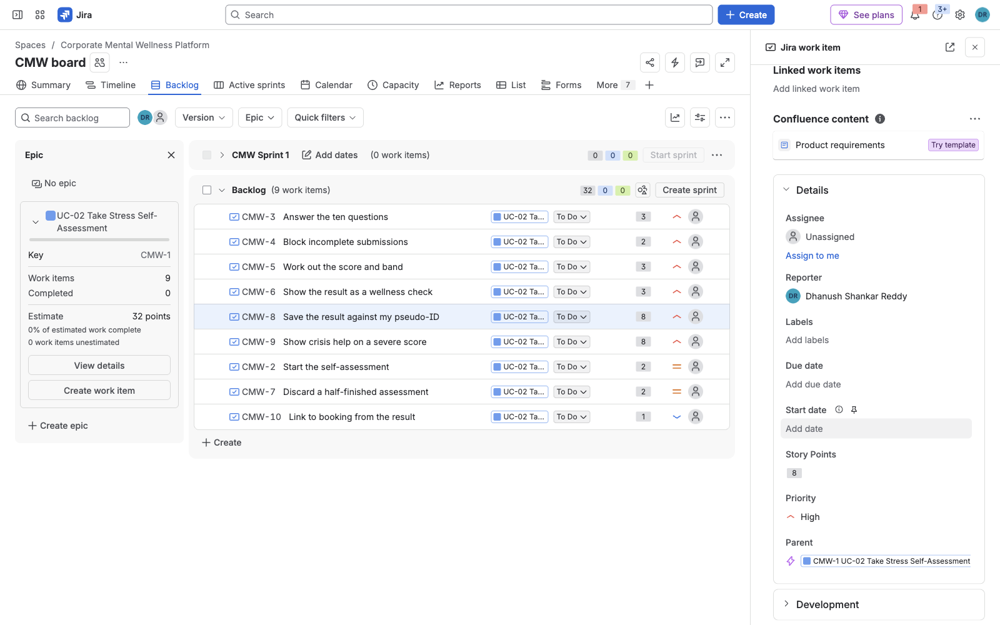 Jira
Search
Create
See plans
1
3+
DR
Spaces / Corporate Mental Wellness Platform
CMW board
Summary
Timeline
Backlog
Active sprints
Calendar
Capacity
Reports
List
Forms
More 7
Search backlog
DR
Version
Epic
Quick filters
Epic
No epic
UC-02 Take Stress Self-
Assessment
Key CMW-1
Work items 9
Completed 0
Estimate 32 points
0% of estimated work complete
0 work items unestimated
View details
Create work item
Create epic
CMW Sprint 1 Add dates (0 work items) 0 0 0 Start sprint
Backlog (9 work items) 32 0 0 Create sprint
CMW-3 Answer the ten questions UC-02 Ta... To Do 3
CMW-4 Block incomplete submissions UC-02 Ta... To Do 2
CMW-5 Work out the score and band UC-02 Ta... To Do 3
CMW-6 Show the result as a wellness check UC-02 Ta... To Do 3
CMW-8 Save the result against my pseudo-ID UC-02 Ta... To Do 8
CMW-9 Show crisis help on a severe score UC-02 Ta... To Do 8
CMW-2 Start the self-assessment UC-02 Ta... To Do 2
CMW-7 Discard a half-finished assessment UC-02 Ta... To Do 2
CMW-10 Link to booking from the result UC-02 Ta... To Do 1
Create
Jira work item
Linked work items
Add linked work item
Confluence content
Product requirements Try template
Details
Assignee
Unassigned
Assign to me
Reporter
DR Dhanush Shankar Reddy
Labels
Add labels
Due date
Add due date
Start date
Add date
Story Points
8
Priority
High
Parent
CMW-1 UC-02 Take Stress Self-Assessment
Development